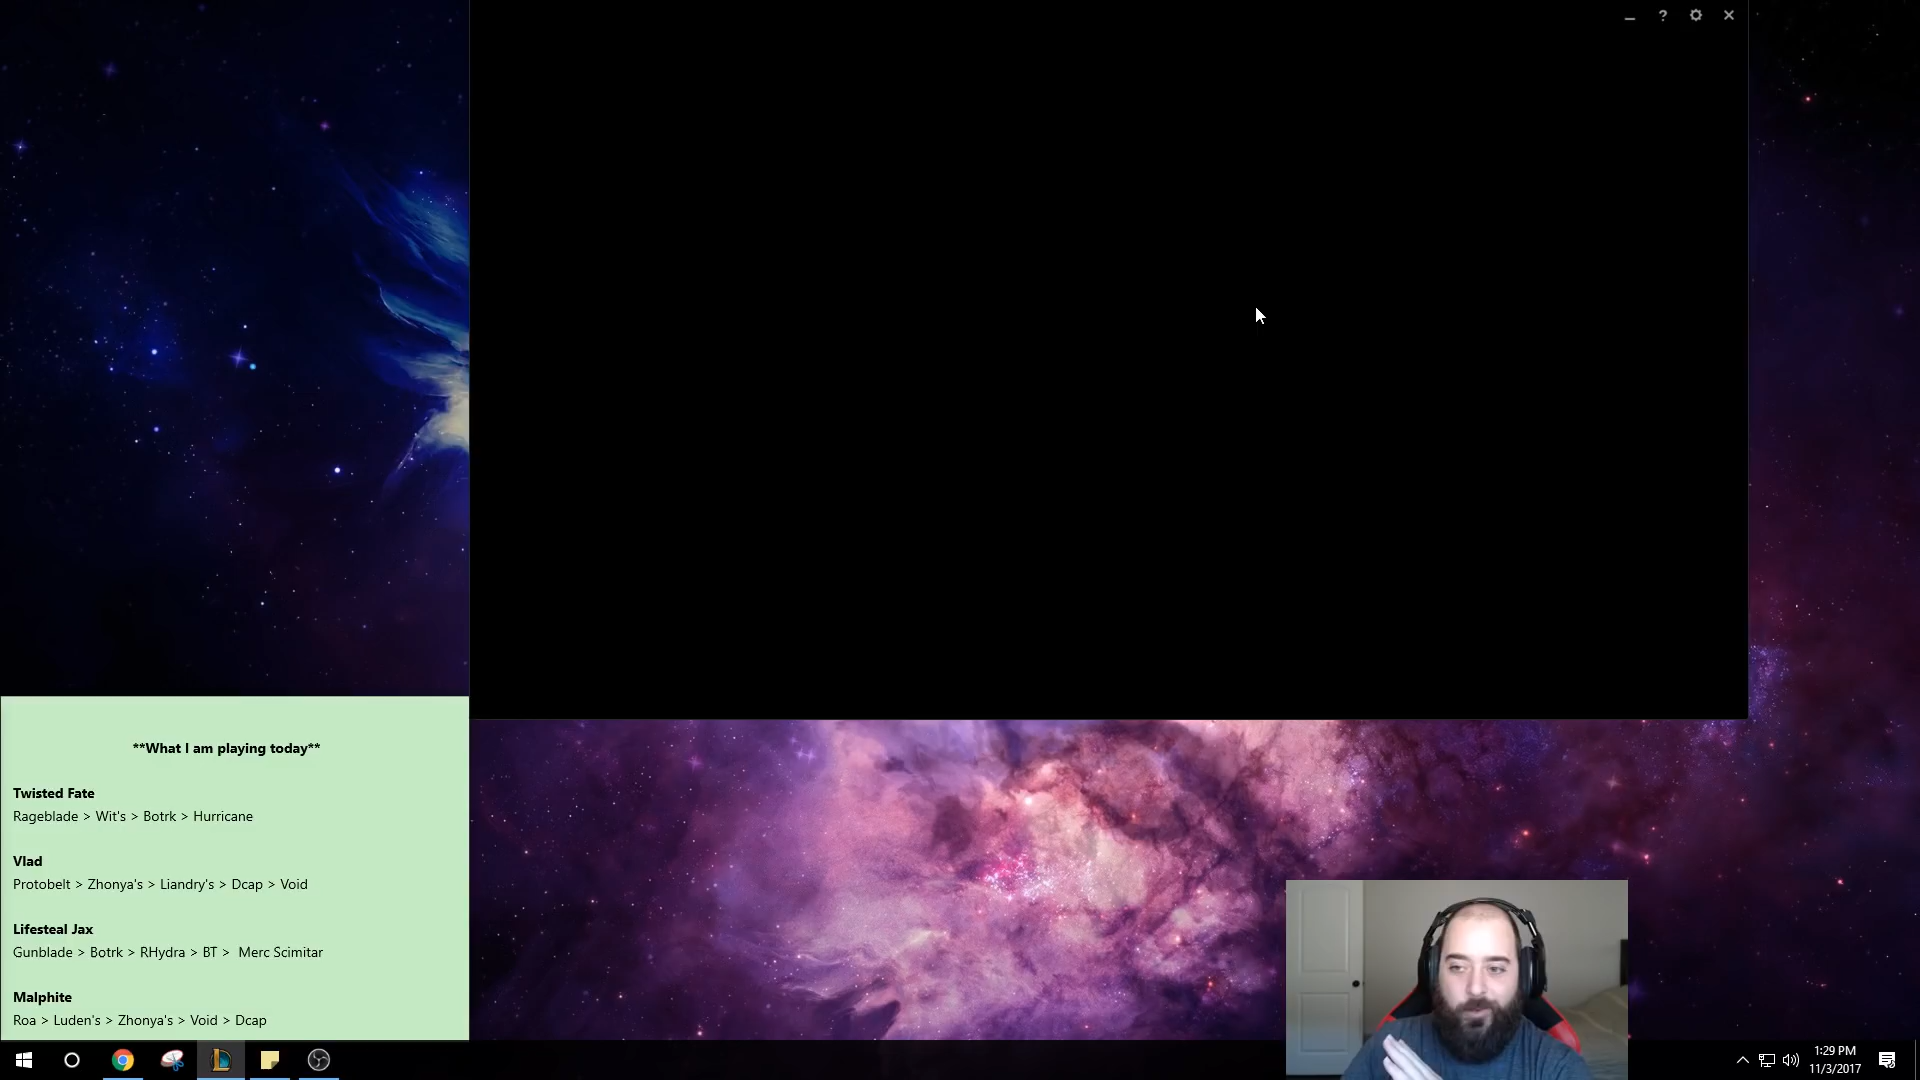 ?
**What I am playing today**
Twisted Fate
Rageblade > Wit's > Botrk > Hurricane
Vlad
Protobelt > Zhonya's > Liandry's > Dcap > Void
Lifesteal Jax
Gunblade > Botrk > RHydra > BT >  Merc Scimitar
Malphite
Roa > Luden's > Zhonya's > Void > Dcap
1:29 PM
11/3/2017